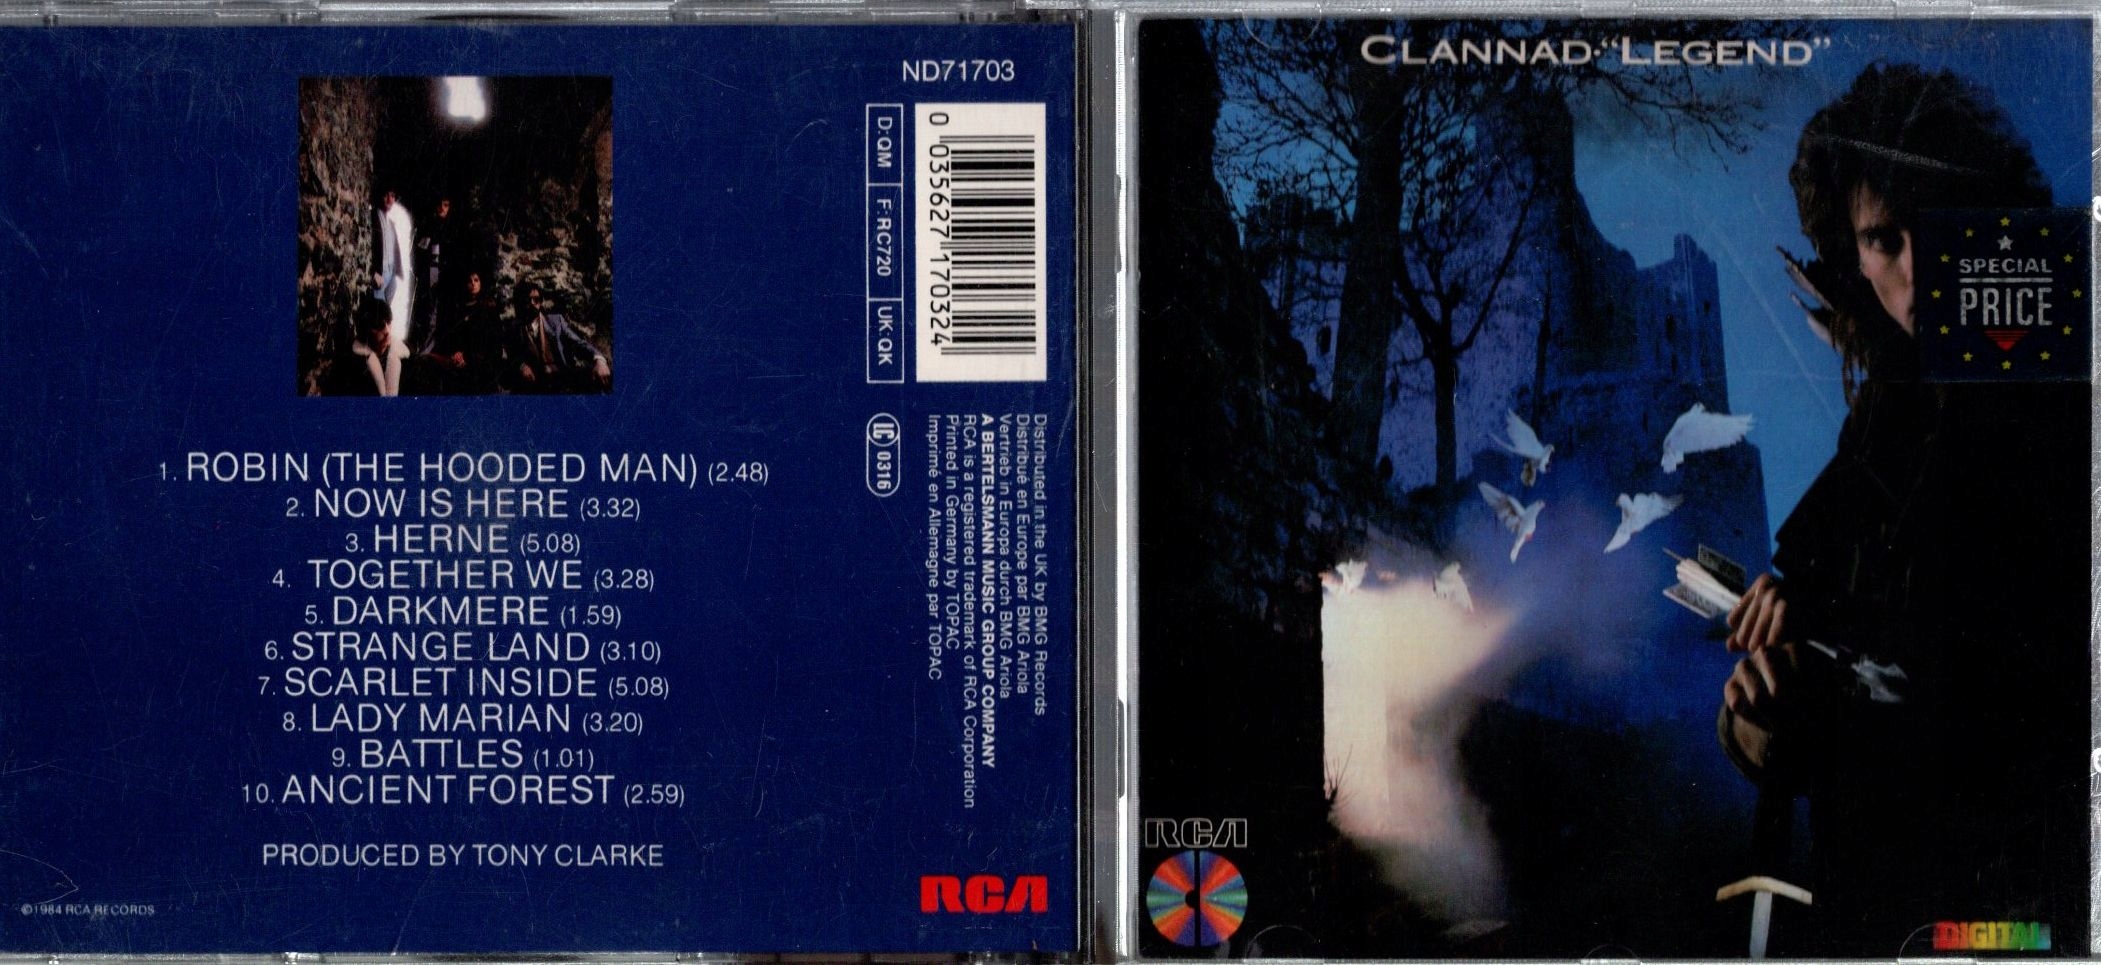 ND71703
0 035627 170324
D:QM F:RC720 UK:QK
LC 0316
Distributed in the UK by BMG Records
Distribué en Europe par BMG Ariola
Vertrieb in Europa durch BMG Ariola
A BERTELSMANN MUSIC GROUP COMPANY
RCA is a registered trademark of RCA Corporation
Printed in Germany by TOPAC
Imprimé en Allemagne par TOPAC
1. ROBIN (THE HOODED MAN) (2.48)
2. NOW IS HERE (3.32)
3. HERNE (5.08)
4. TOGETHER WE (3.28)
5. DARKMERE (1.59)
6. STRANGE LAND (3.10)
7. SCARLET INSIDE (5.08)
8. LADY MARIAN (3.20)
9. BATTLES (1.01)
10. ANCIENT FOREST (2.59)
PRODUCED BY TONY CLARKE
RCA
©1984 RCA RECORDS
CLANNAD·"LEGEND"
SPECIAL
PRICE
RCA
DIGITAL